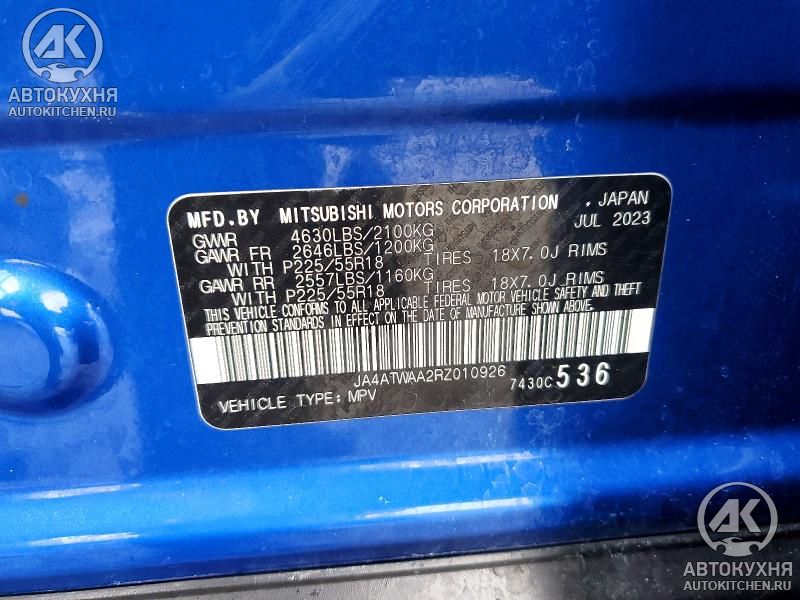 АВТОКУХНЯ
AUTOKITCHEN.RU
MFD.BY MITSUBISHI MOTORS CORPORATION . JAPAN
GVWR 4630LBS/2100KG JUL 2023
GAWR FR 2646LBS/1200KG
WITH P225/55R18 TIRES 18X7.0J RIMS
GAWR RR 2557LBS/1160KG
WITH P225/55R18 TIRES 18X7.0J RIMS
THIS VEHICLE CONFORMS TO ALL APPLICABLE FEDERAL MOTOR VEHICLE SAFETY AND THEFT
PREVENTION STANDARDS IN EFFECT ON THE DATE OF MANUFACTURE SHOWN ABOVE.
JA4ATWAA2RZ010926 7430C 536
VEHICLE TYPE: MPV
АВТОКУХНЯ
AUTOKITCHEN.RU